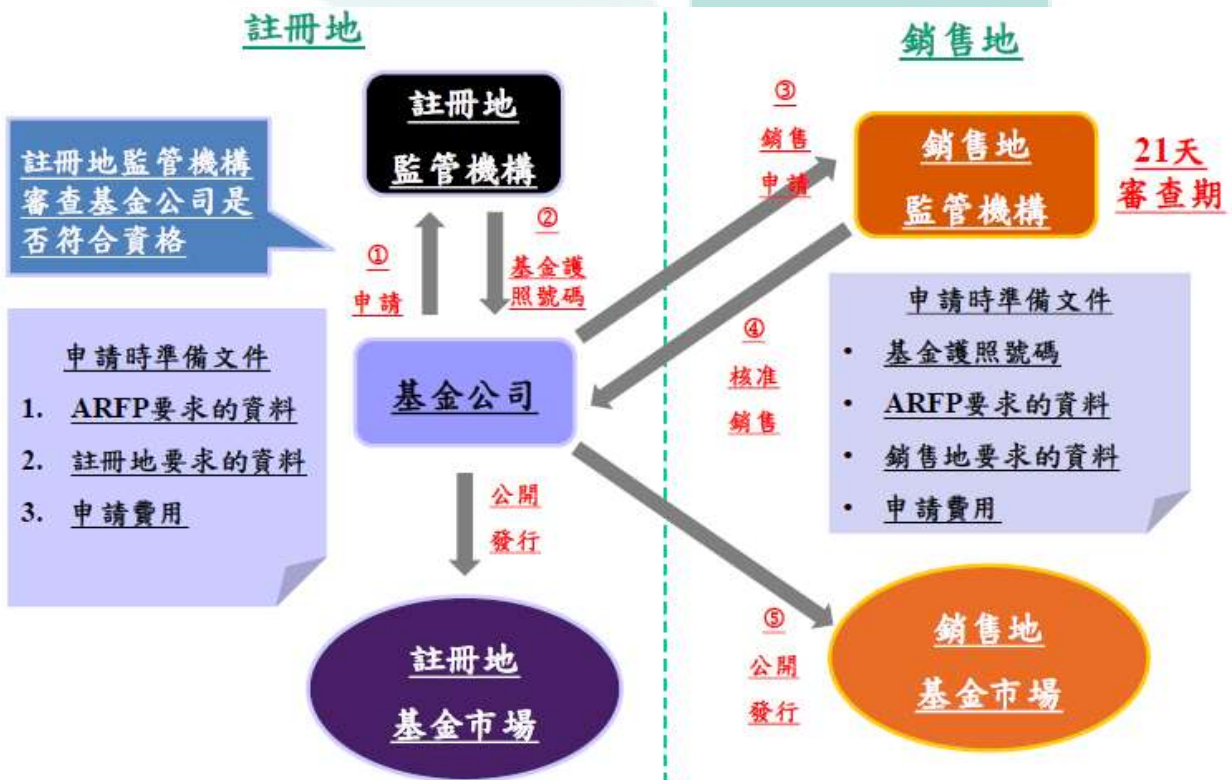 註冊地
銷售地
註冊地
監管機構
註冊地監管機構
審查基金公司是
否符合資格
①
申請
②
基金護
照號碼
③
銷售
申請
銷售地
監管機構
21天
審查期
申請時準備文件
1. ARFP要求的資料
2. 註冊地要求的資料
3. 申請費用
基金公司
④
核准
銷售
申請時準備文件
• 基金護照號碼
• ARFP要求的資料
• 銷售地要求的資料
• 申請費用
公開
發行
註冊地
基金市場
⑤
公開
發行
銷售地
基金市場